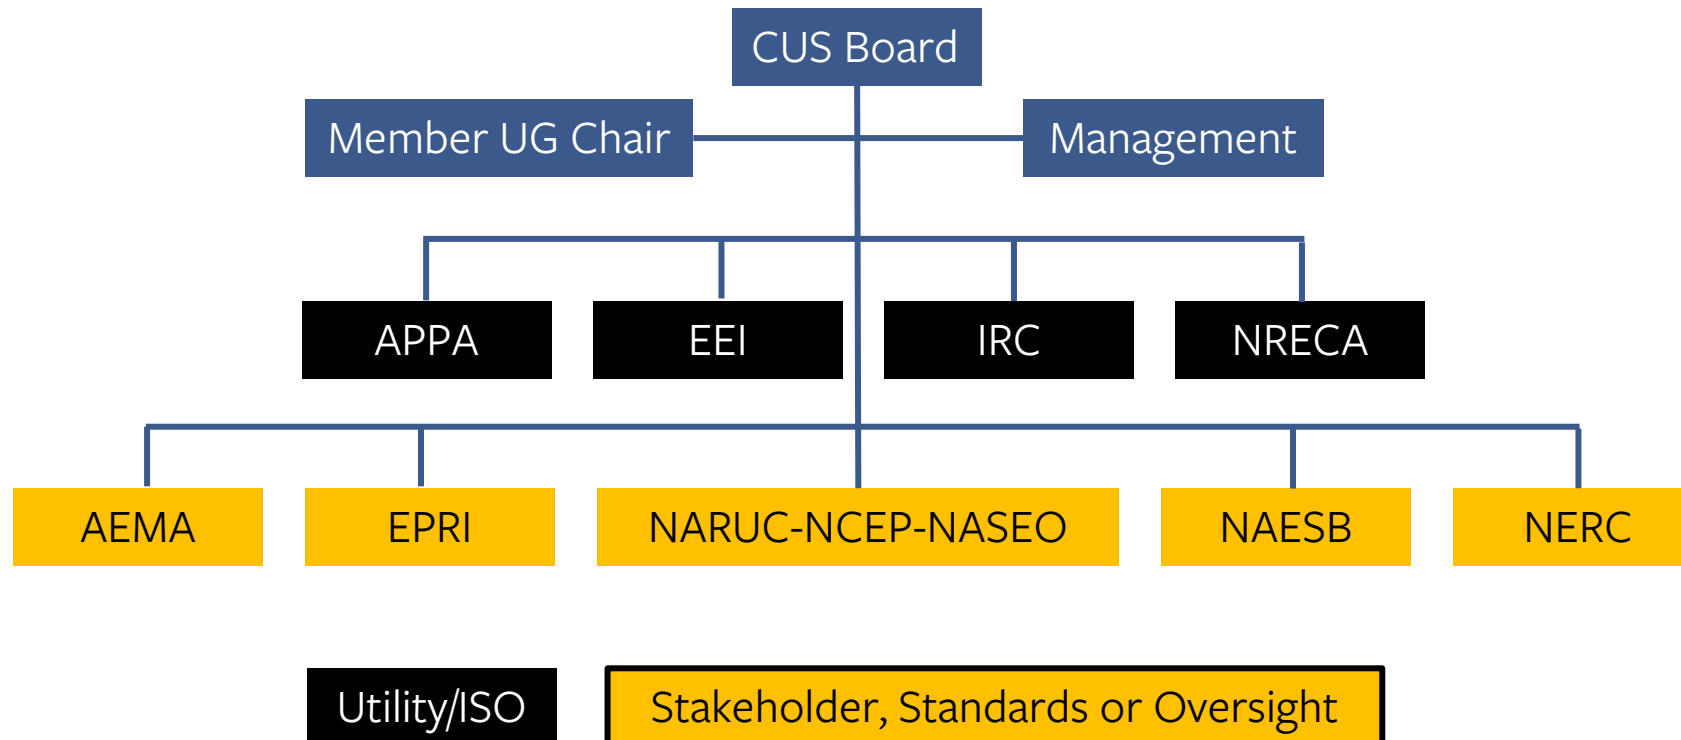 CUS Board
Member UG Chair
Management
APPA
EEI
IRC
NRECA
AEMA
EPRI
NARUC-NCEP-NASEO
NAESB
NERC
Utility/ISO
Stakeholder, Standards or Oversight